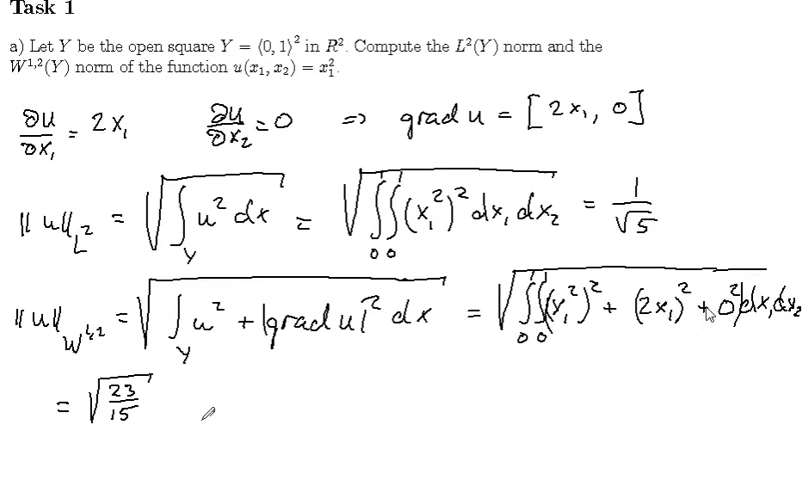 Task 1
a) Let Y be the open square Y = ⟨0, 1⟩² in R². Compute the L²(Y) norm and the
W¹,²(Y) norm of the function u(x₁, x₂) = x₁².
∂u/∂x₁ = 2x₁ ∂u/∂x₂ = 0 ⇒ grad u = [2x₁, 0]
||u||_L² = √(∫_Y u² dx) = √(∫₀¹∫₀¹ (x₁²)² dx₁ dx₂) = 1/√5
||u||_W¹,² = √(∫_Y u² + |grad u|² dx) = √(∫₀¹∫₀¹ (x₁²)² + (2x₁)² + 0² dx₁ dx₂)
= √(23/15)